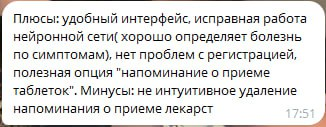 Плюсы: удобный интерфейс, исправная работа
нейронной сети( хорошо определяет болезнь
по симптомам), нет проблем с регистрацией,
полезная опция "напоминание о приеме
таблеток". Минусы: не интуитивное удаление
напоминания о приеме лекарст
17:51